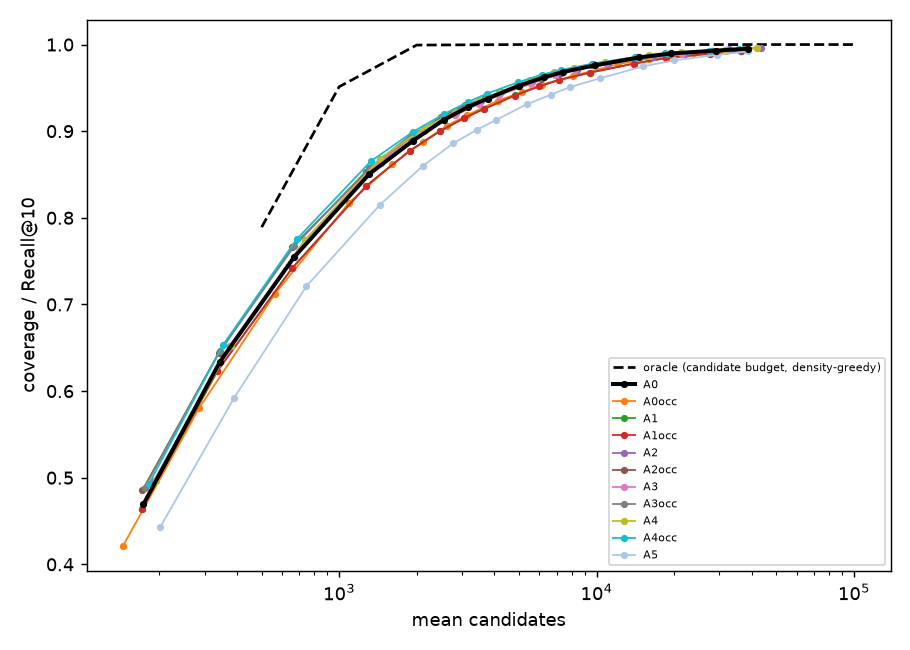 1.0
0.9
0.8
0.7
0.6
0.5
0.4
coverage / Recall@10
10³
10⁴
10⁵
mean candidates
oracle (candidate budget, density-greedy)
A0
A0occ
A1
A1occ
A2
A2occ
A3
A3occ
A4
A4occ
A5